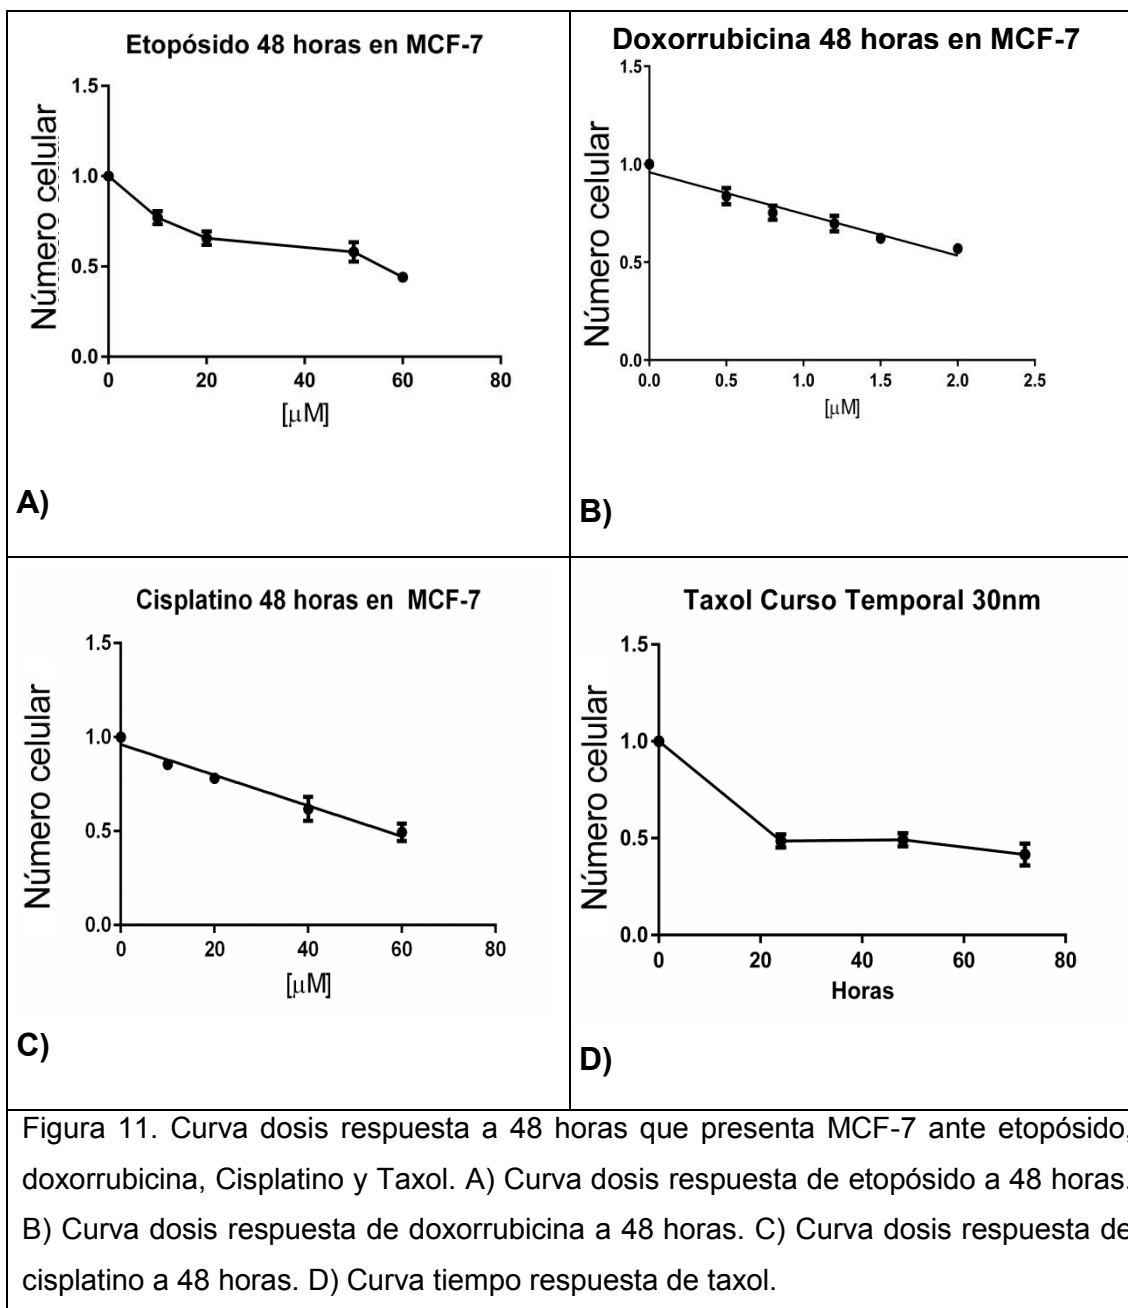 Etopósido 48 horas en MCF-7
1.5
1.0
0.5
0.0
Número celular
0 20 40 60 80
[µM]
A)
Doxorrubicina 48 horas en MCF-7
1.5
1.0
0.5
0.0
Número celular
0.0 0.5 1.0 1.5 2.0 2.5
[µM]
B)
Cisplatino 48 horas en MCF-7
1.5
1.0
0.5
0.0
Número celular
0 20 40 60 80
[µM]
C)
Taxol Curso Temporal 30nm
1.5
1.0
0.5
0.0
Número celular
0 20 40 60 80
Horas
D)
Figura 11. Curva dosis respuesta a 48 horas que presenta MCF-7 ante etopósido,
doxorrubicina, Cisplatino y Taxol. A) Curva dosis respuesta de etopósido a 48 horas.
B) Curva dosis respuesta de doxorrubicina a 48 horas. C) Curva dosis respuesta de
cisplatino a 48 horas. D) Curva tiempo respuesta de taxol.